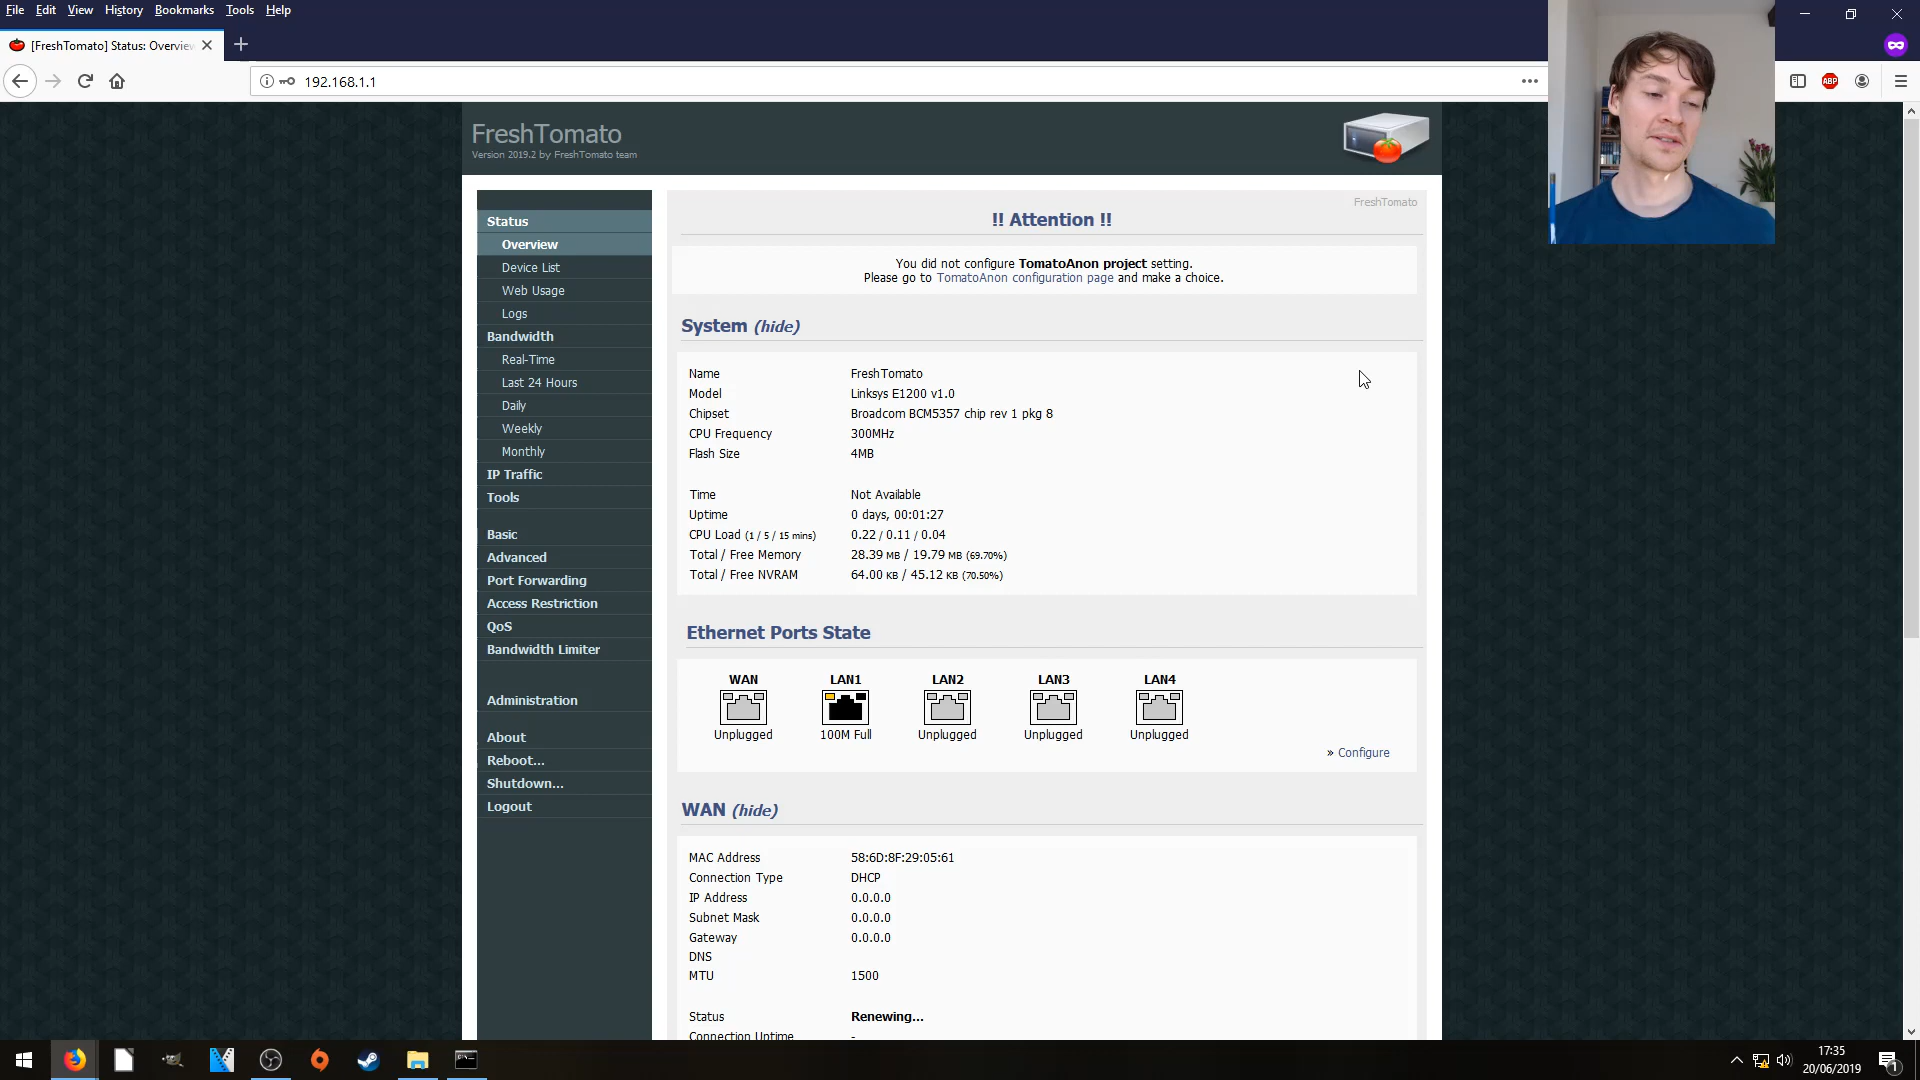 File Edit View History Bookmarks Tools Help
[FreshTomato] Status: Overview
192.168.1.1
ABP
FreshTomato
Version 2019.2 by FreshTomato team
Status
Overview
Device List
Web Usage
Logs
Bandwidth
Real-Time
Last 24 Hours
Daily
Weekly
Monthly
IP Traffic
Tools
Basic
Advanced
Port Forwarding
Access Restriction
QoS
Bandwidth Limiter
Administration
About
Reboot...
Shutdown...
Logout
FreshTomato
!! Attention !!
You did not configure TomatoAnon project setting.
Please go to TomatoAnon configuration page and make a choice.
System (hide)
Name FreshTomato
Model Linksys E1200 v1.0
Chipset Broadcom BCM5357 chip rev 1 pkg 8
CPU Frequency 300MHz
Flash Size 4MB
Time Not Available
Uptime 0 days, 00:01:27
CPU Load (1 / 5 / 15 mins) 0.22 / 0.11 / 0.04
Total / Free Memory 28.39 MB / 19.79 MB (69.70%)
Total / Free NVRAM 64.00 KB / 45.12 KB (70.50%)
Ethernet Ports State
WAN LAN1 LAN2 LAN3 LAN4
Unplugged 100M Full Unplugged Unplugged Unplugged
» Configure
WAN (hide)
MAC Address 58:6D:8F:29:05:61
Connection Type DHCP
IP Address 0.0.0.0
Subnet Mask 0.0.0.0
Gateway 0.0.0.0
DNS
MTU 1500
Status Renewing...
Connection Uptime -
17:35
20/06/2019
1